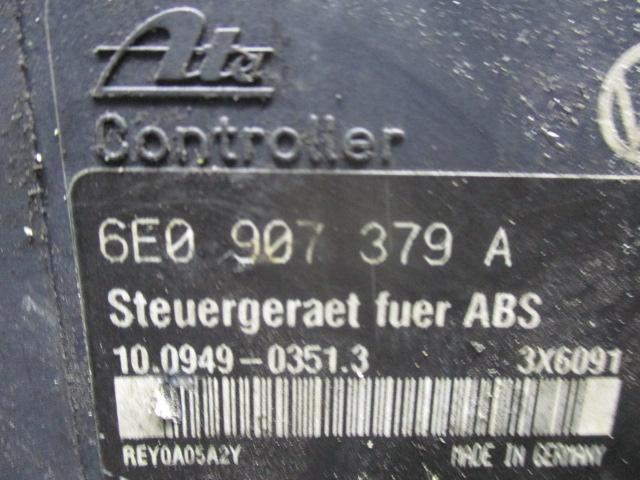 Ate
Controller
6E0 907 379 A
Steuergeraet fuer ABS
10.0949-0351.3 3X6091
REY0A05A2Y MADE IN GERMANY